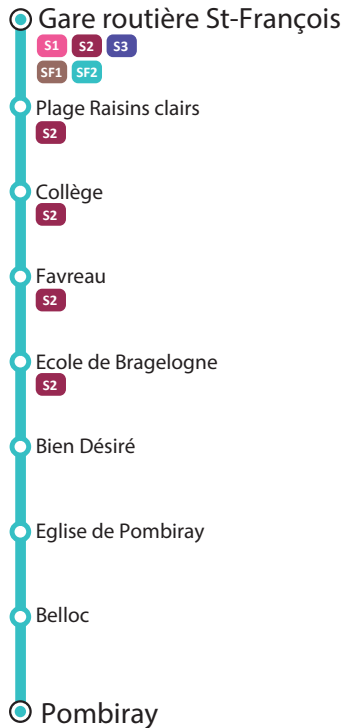 Gare routière St-François
S1 S2 S3
SF1 SF2
Plage Raisins clairs
S2
Collège
S2
Favreau
S2
Ecole de Bragelogne
S2
Bien Désiré
Eglise de Pombiray
Belloc
Pombiray